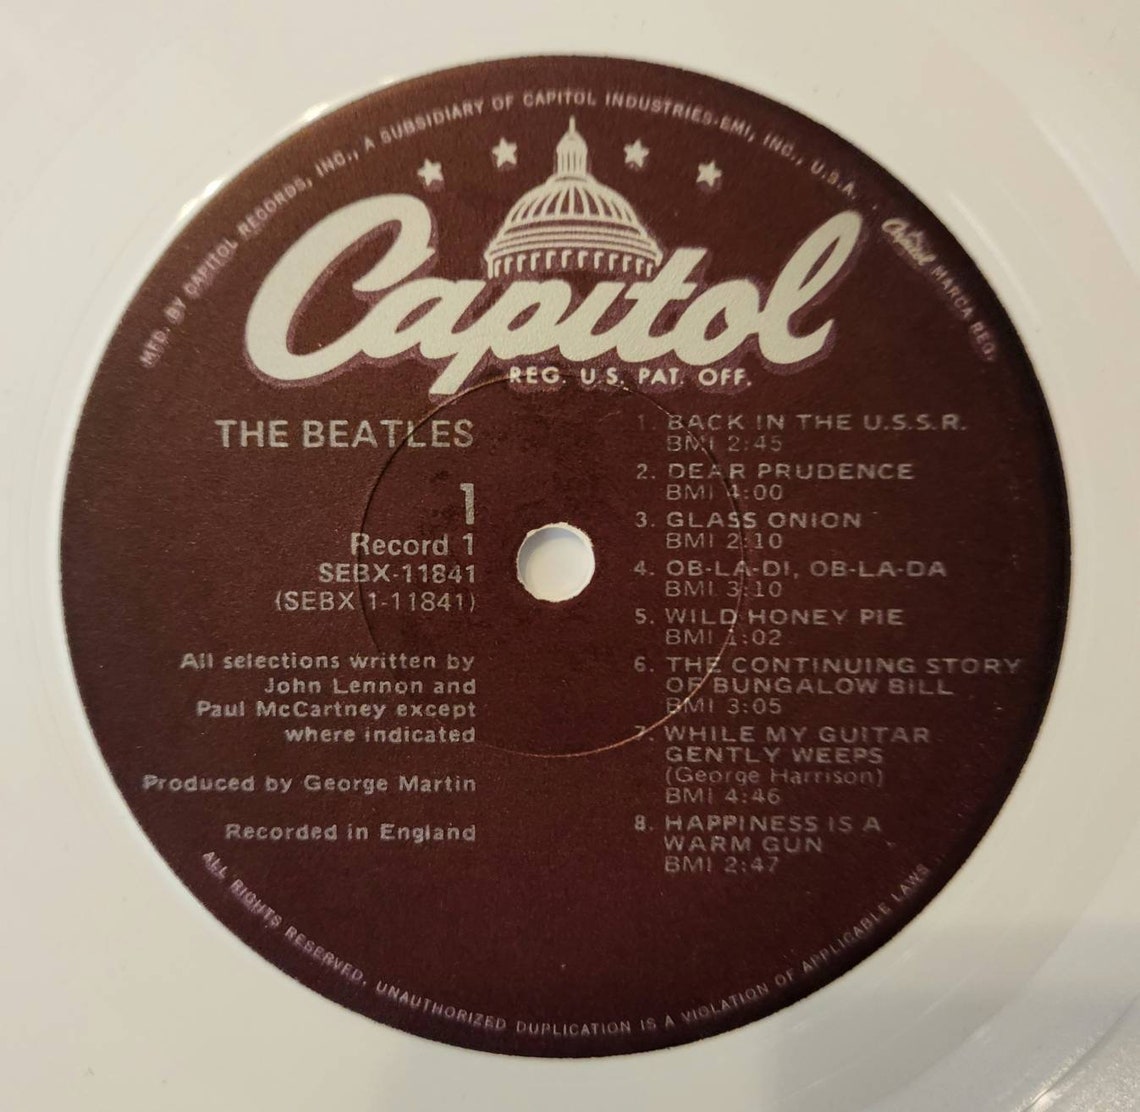 MFD. BY CAPITOL RECORDS, INC., A SUBSIDIARY OF CAPITOL INDUSTRIES-EMI, INC., U.S.A.
Capitol MARCA REG.
Capitol
REG. U.S. PAT. OFF.
THE BEATLES
1
Record 1
SEBX-11841
(SEBX 1-11841)
All selections written by
John Lennon and
Paul McCartney except
where indicated
Produced by George Martin
Recorded in England
1. BACK IN THE U.S.S.R.
BMI 2:45
2. DEAR PRUDENCE
BMI 4:00
3. GLASS ONION
BMI 2:10
4. OB-LA-DI, OB-LA-DA
BMI 3:10
5. WILD HONEY PIE
BMI 1:02
6. THE CONTINUING STORY
OF BUNGALOW BILL
BMI 3:05
7. WHILE MY GUITAR
GENTLY WEEPS
(George Harrison)
BMI 4:46
8. HAPPINESS IS A
WARM GUN
BMI 2:47
ALL RIGHTS RESERVED, UNAUTHORIZED DUPLICATION IS A VIOLATION OF APPLICABLE LAWS